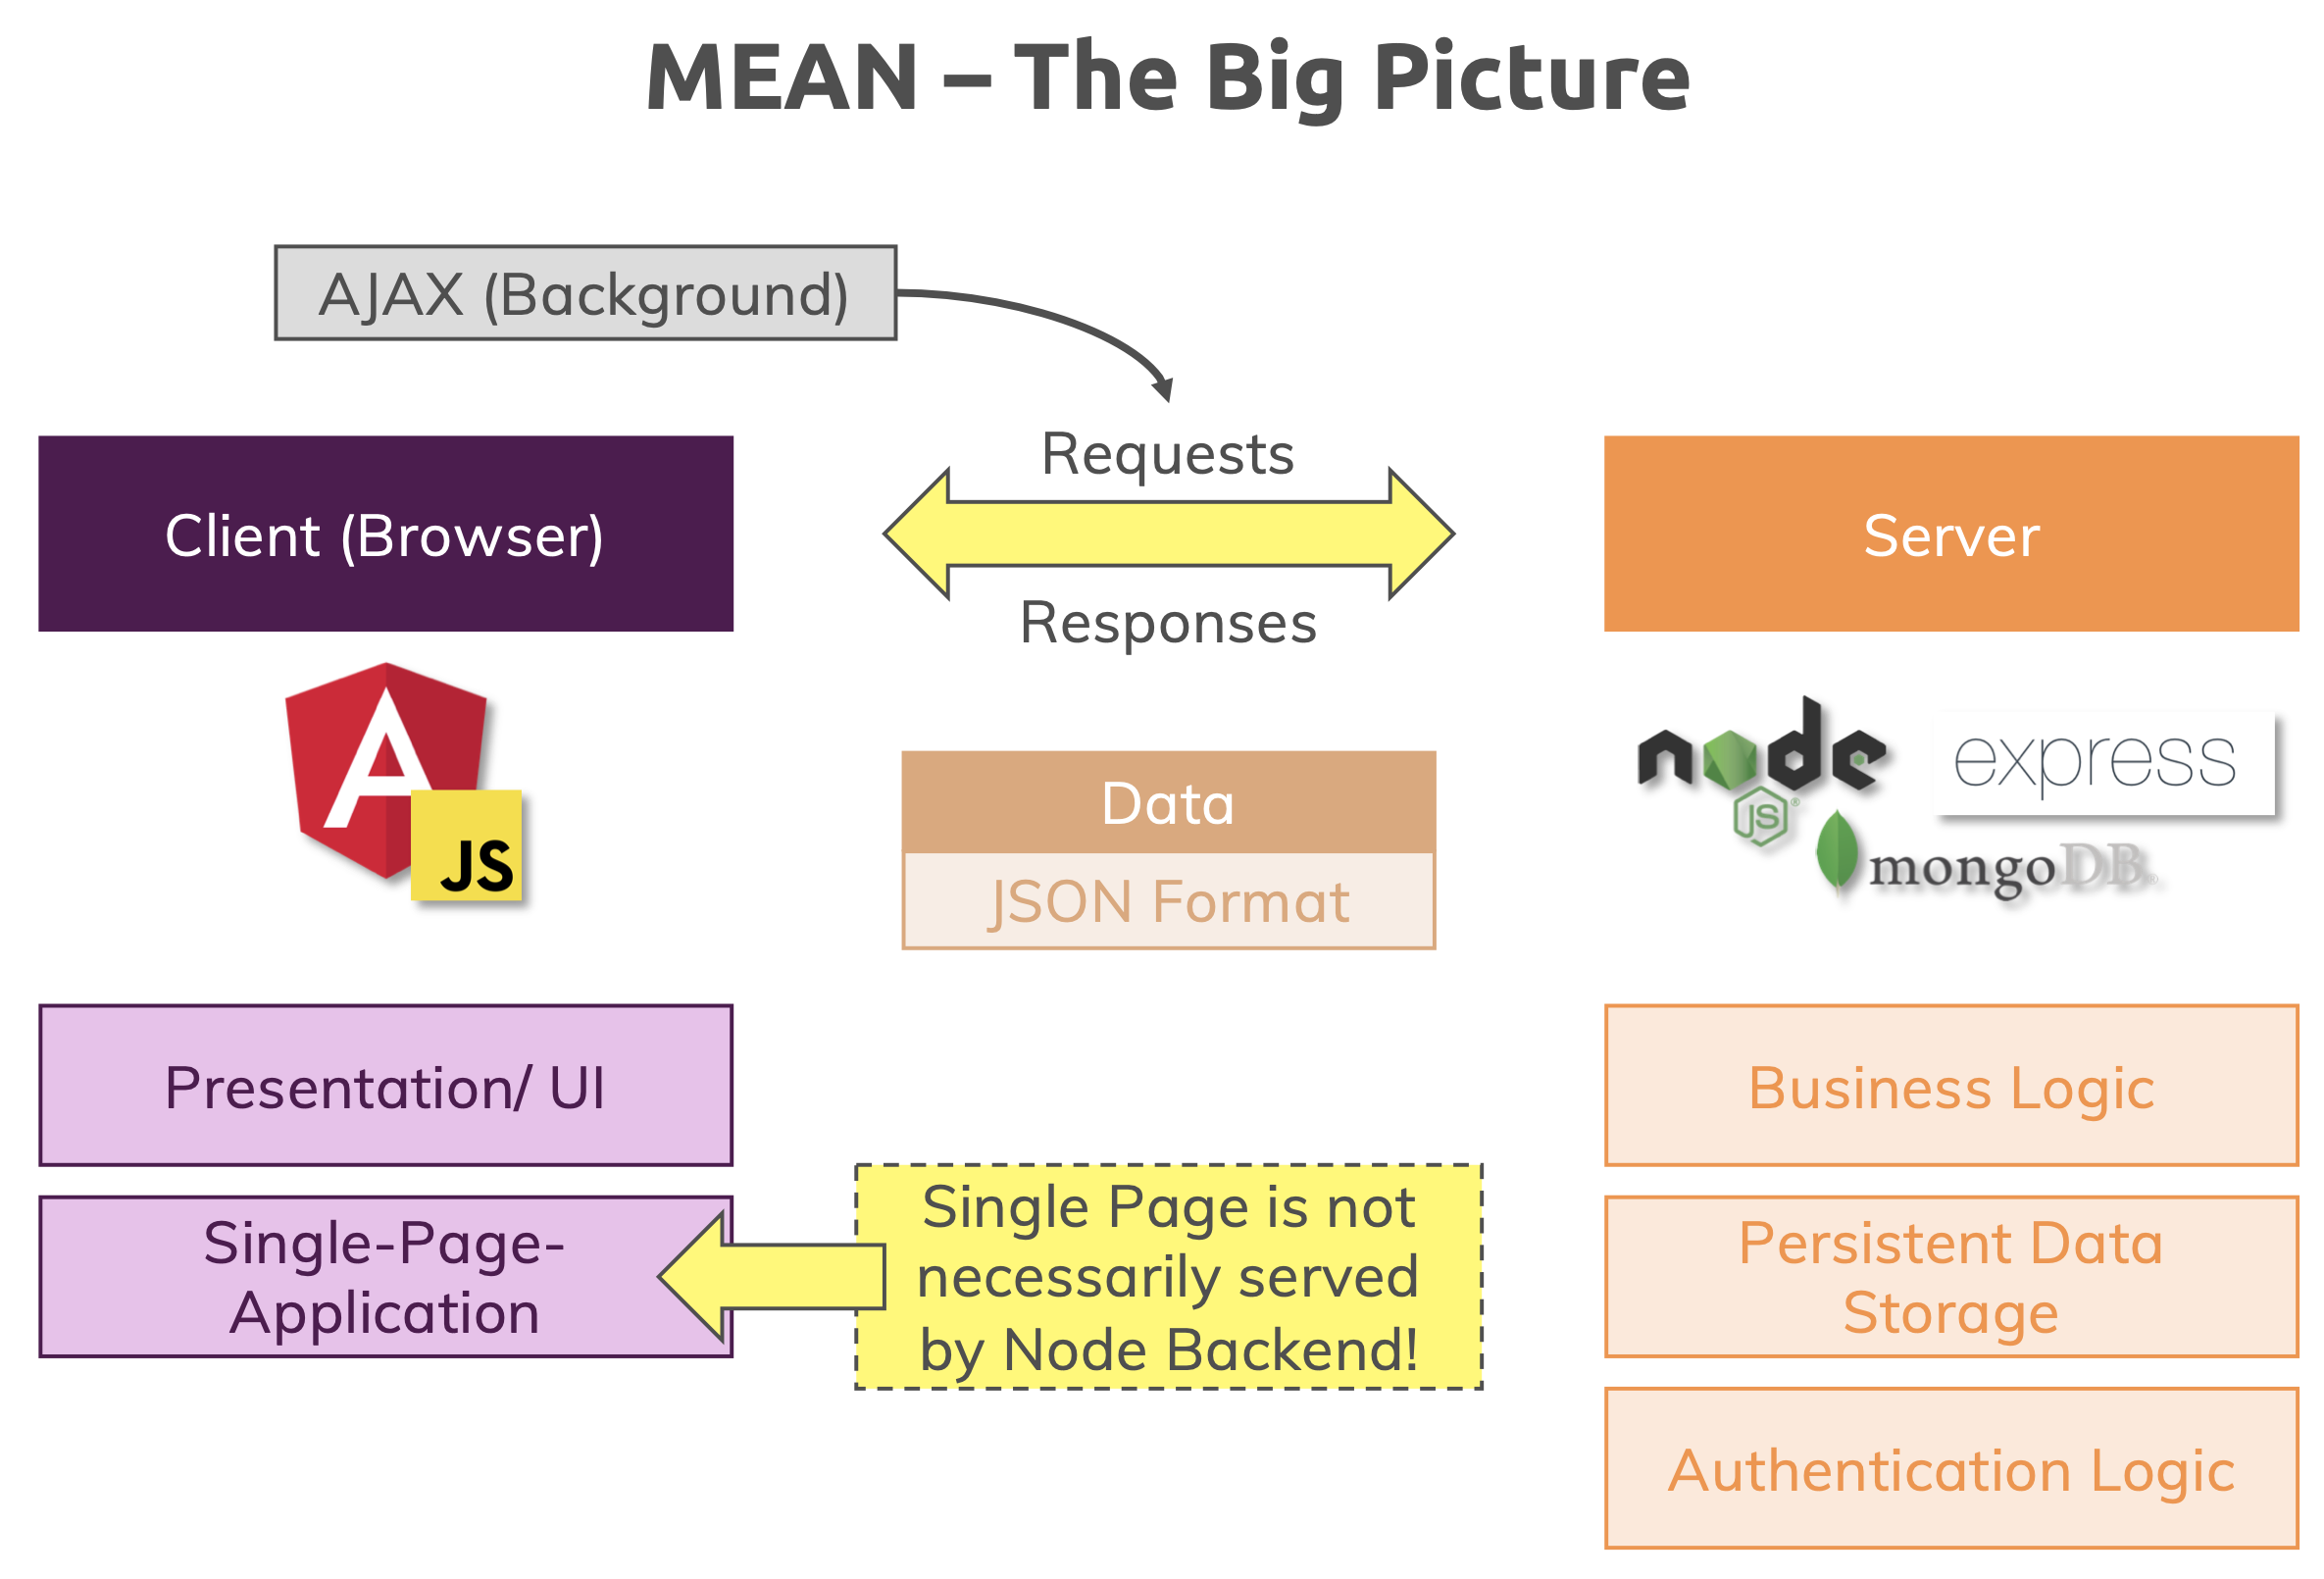 MEAN – The Big Picture
AJAX (Background)
Requests
Client (Browser)
Server
Responses
JS
node
JS
express
mongoDB
Data
JSON Format
Presentation/ UI
Business Logic
Single-Page-
Application
Single Page is not
necessarily served
by Node Backend!
Persistent Data
Storage
Authentication Logic